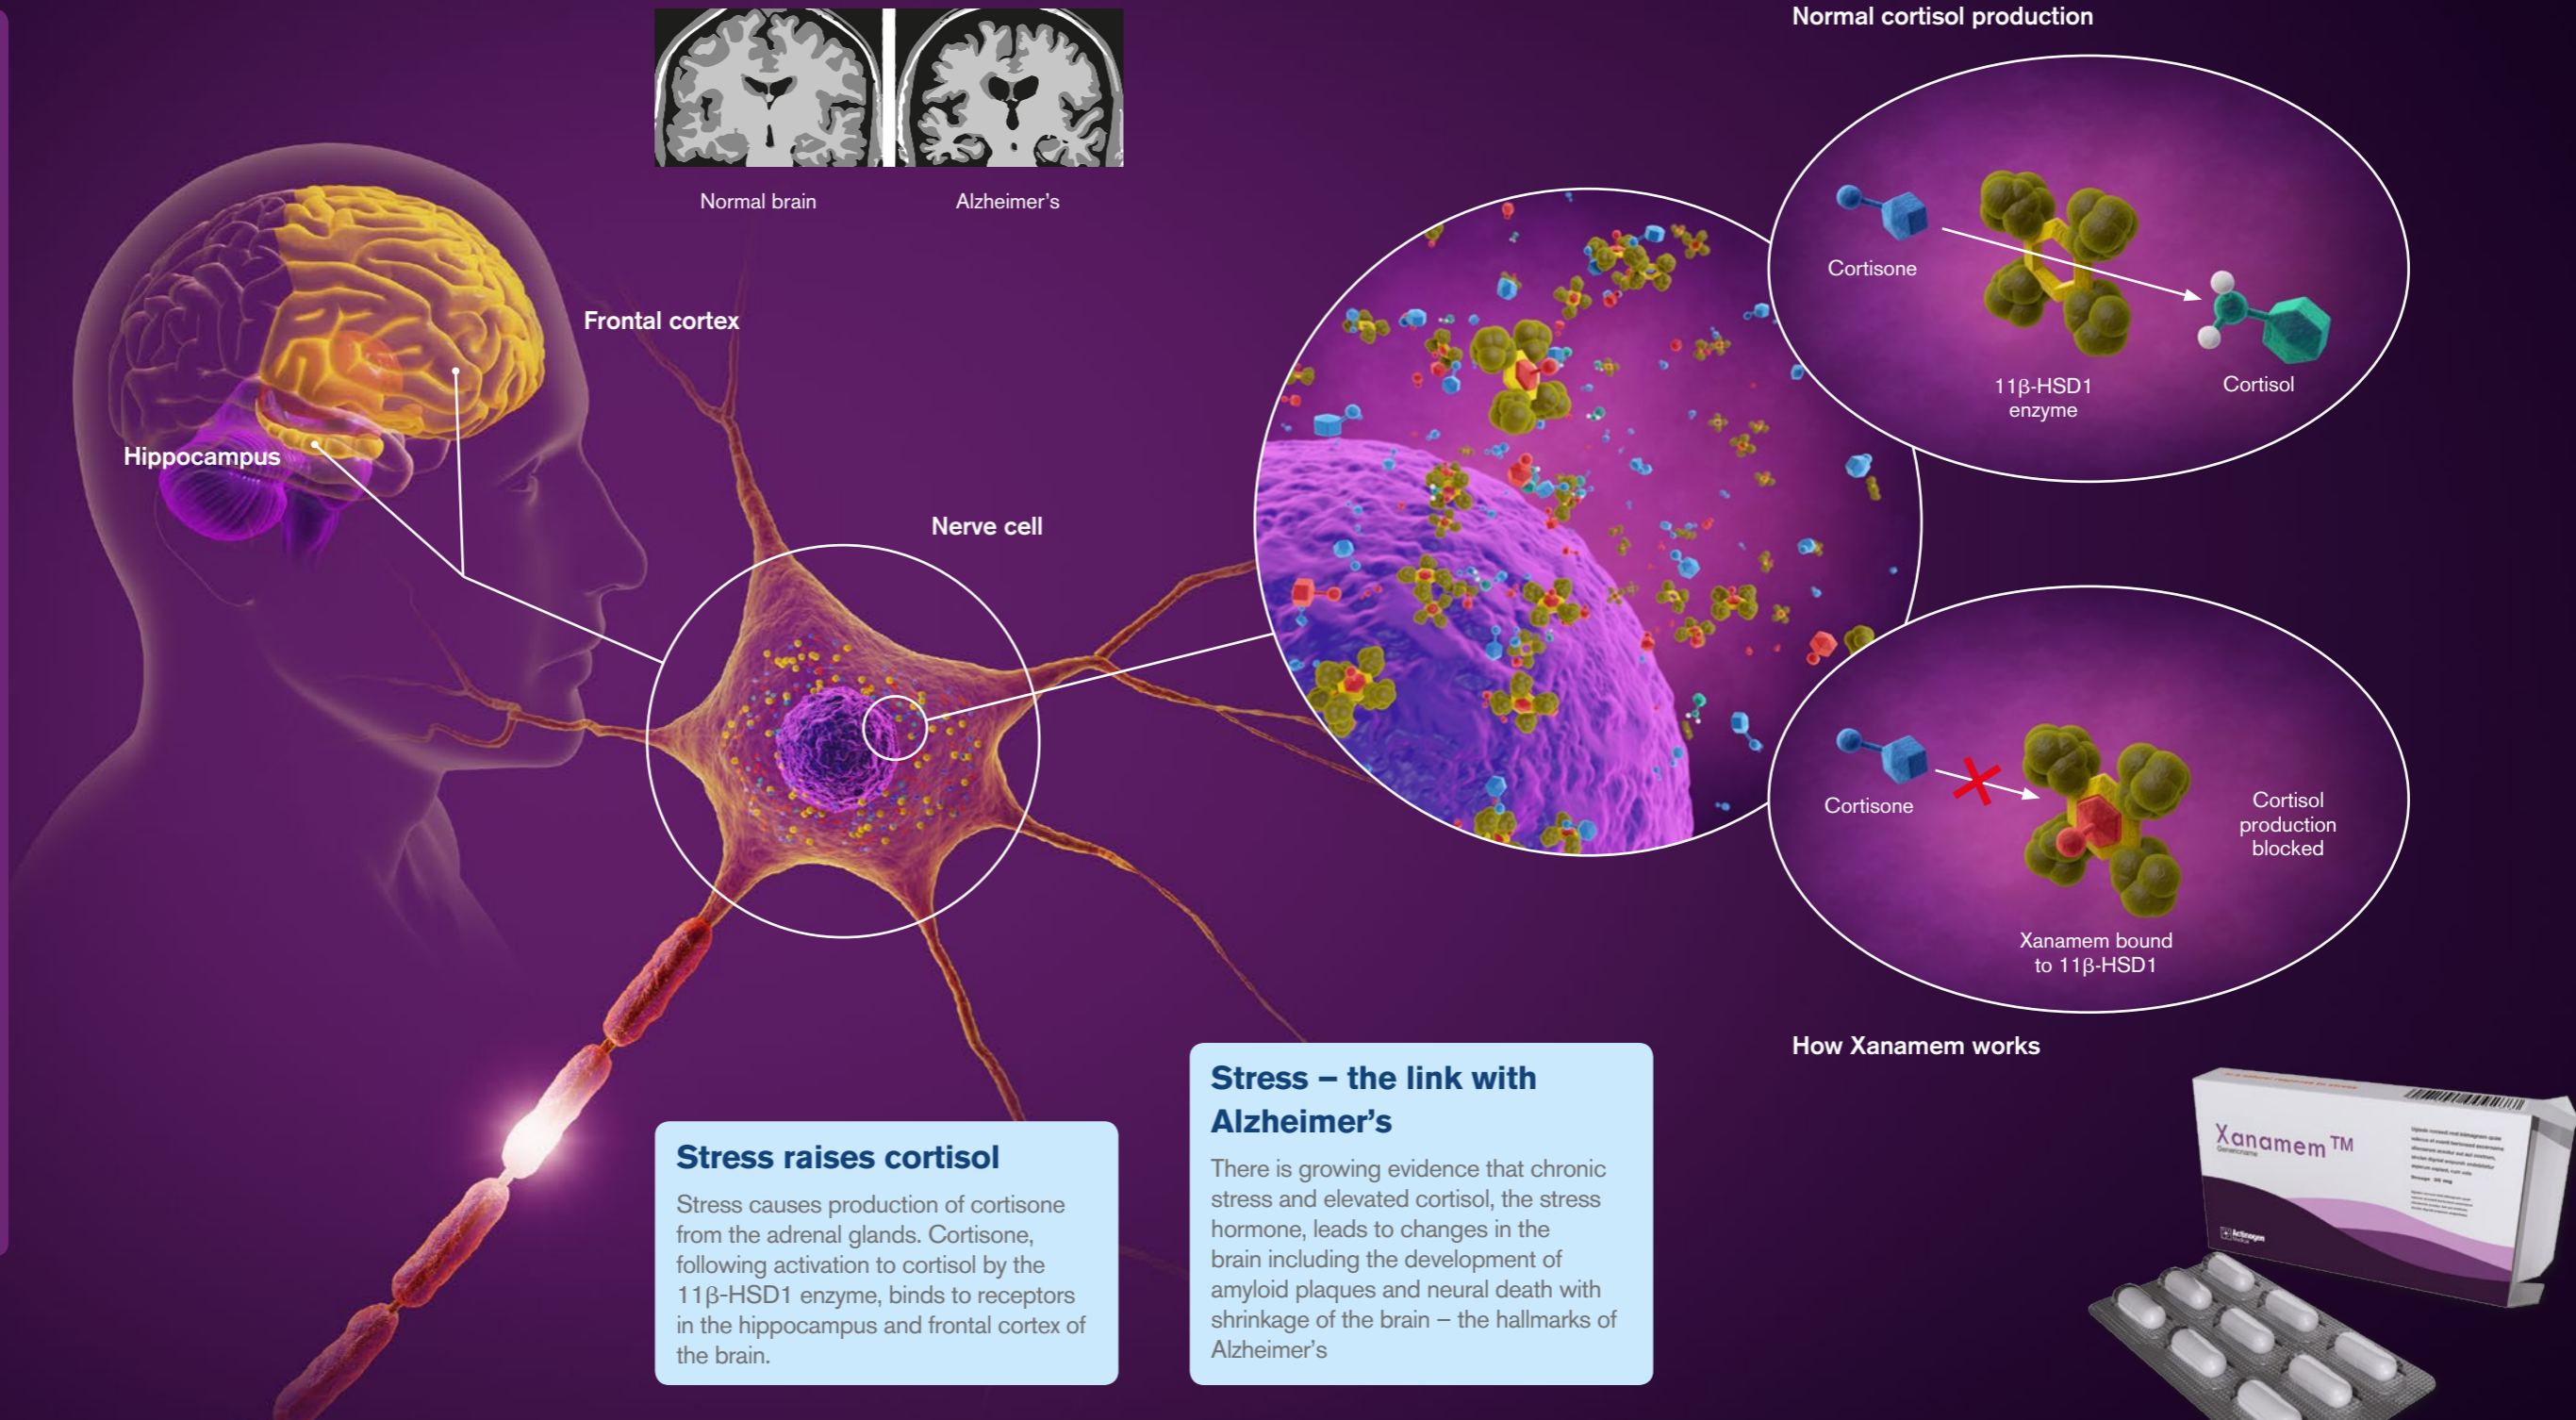 Normal brain
Alzheimer's
Normal cortisol production
Cortisone
11β-HSD1
enzyme
Cortisol
Frontal cortex
Hippocampus
Nerve cell
Cortisone
Cortisol
production
blocked
Xanamem bound
to 11β-HSD1
How Xanamem works
Stress raises cortisol
Stress causes production of cortisone
from the adrenal glands. Cortisone,
following activation to cortisol by the
11β-HSD1 enzyme, binds to receptors
in the hippocampus and frontal cortex of
the brain.
Stress – the link with
Alzheimer's
There is growing evidence that chronic
stress and elevated cortisol, the stress
hormone, leads to changes in the
brain including the development of
amyloid plaques and neural death with
shrinkage of the brain – the hallmarks of
Alzheimer's
Xanamem™
Actinogen